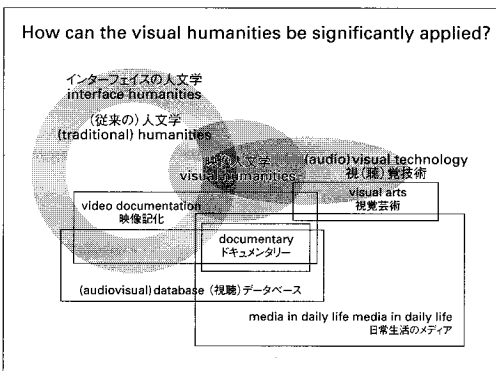 How can the visual humanities be significantly applied?
インターフェイスの人文学
interface humanities
(従来の)人文学
(traditional) humanities
映像人文学
visual humanities
(audio)visual technology
視(聴)覚技術
visual arts
視覚芸術
video documentation
映像記化
documentary
ドキュメンタリー
(audiovisual)database (視聴)データベース
media in daily life media in daily life
日常生活のメディア